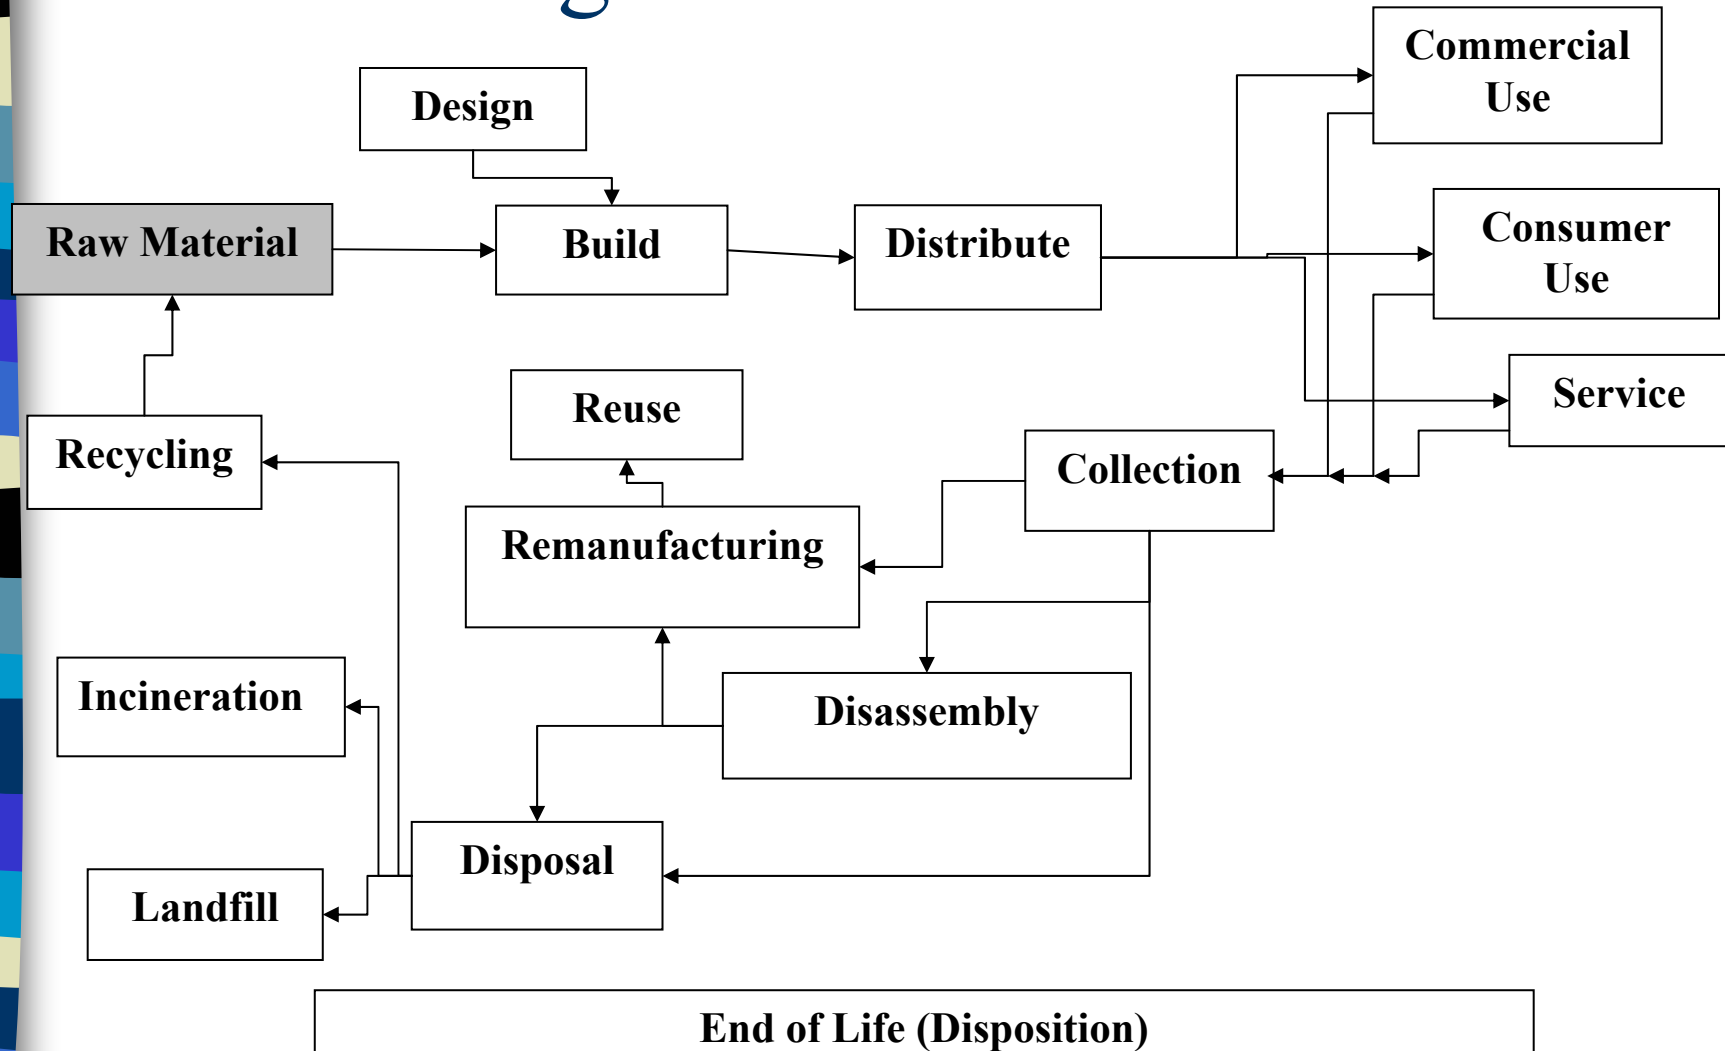 Commercial
Use
Design
Raw Material
Build
Distribute
Consumer
Use
Reuse
Service
Recycling
Collection
Remanufacturing
Incineration
Disassembly
Disposal
Landfill
End of Life (Disposition)